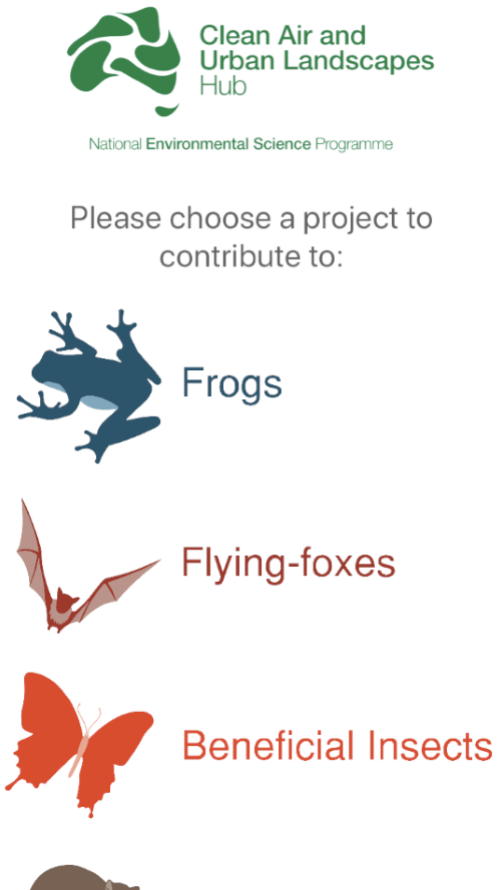 Clean Air and
Urban Landscapes
Hub
National Environmental Science Programme
Please choose a project to
contribute to:
Frogs
Flying-foxes
Beneficial Insects